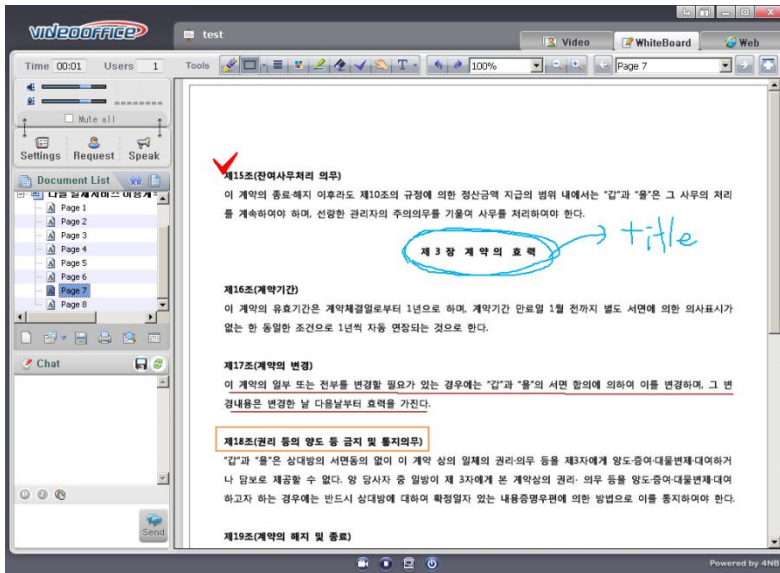 VIDEOOFFICE
test
Video
WhiteBoard
Web
Time 00:01 Users 1
Tools
100%
Page 7
Mute all
Settings Request Speak
Document List
Page 1
Page 2
Page 3
Page 4
Page 5
Page 6
Page 7
Page 8
Chat
Send
제15조(잔여사무처리 의무)
이 계약의 종료·해지 이후라도 제10조의 규정에 의한 정산금액 지급의 범위 내에서는 "갑"과 "을"은 그 사무의 처리
를 계속하여야 하며, 선량한 관리자의 주의의무를 기울여 사무를 처리하여야 한다.
제 3 장 계 약 의 효 력
title
제16조(계약기간)
이 계약의 유효기간은 계약체결일로부터 1년으로 하며, 계약기간 만료일 1월 전까지 별도 서면에 의한 의사표시가
없는 한 동일한 조건으로 1년씩 자동 연장되는 것으로 한다.
제17조(계약의 변경)
이 계약의 일부 또는 전부를 변경할 필요가 있는 경우에는 "갑"과 "을"의 서면 합의에 의하여 이를 변경하며, 그 변
경내용은 변경한 날 다음날부터 효력을 가진다.
제18조(권리 등의 양도 등 금지 및 통지의무)
"갑"과 "을"은 상대방의 서면동의 없이 이 계약 상의 일체의 권리·의무 등을 제3자에게 양도·증여·대물변제·대여하거
나 담보로 제공할 수 없다. 양 당사자 중 일방이 제 3자에게 본 계약상의 권리· 의무 등을 양도·증여·대물변제·대여
하고자 하는 경우에는 반드시 상대방에 대하여 확정일자 있는 내용증명우편에 의한 방법으로 이를 통지하여야 한다.
제19조(계약의 해지 및 종료)
Powered by 4NB